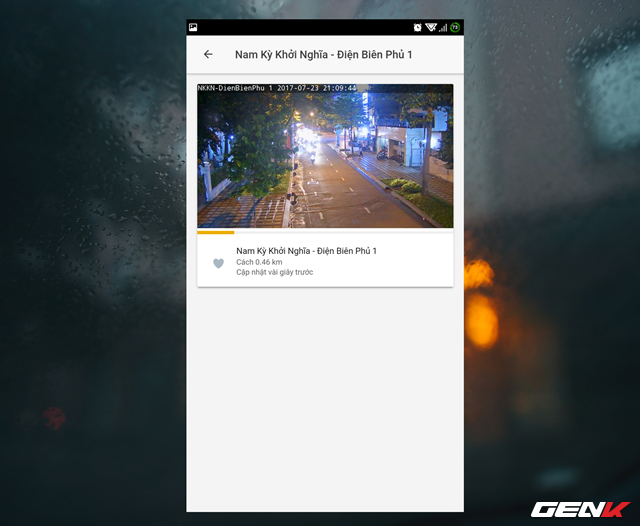 72
Nam Kỳ Khởi Nghĩa - Điện Biên Phủ 1
NKKN-DienBienPhu 1 2017-07-23 21:09:44
Nam Kỳ Khởi Nghĩa - Điện Biên Phủ 1
Cách 0.46 km
Cập nhật vài giây trước
GENK